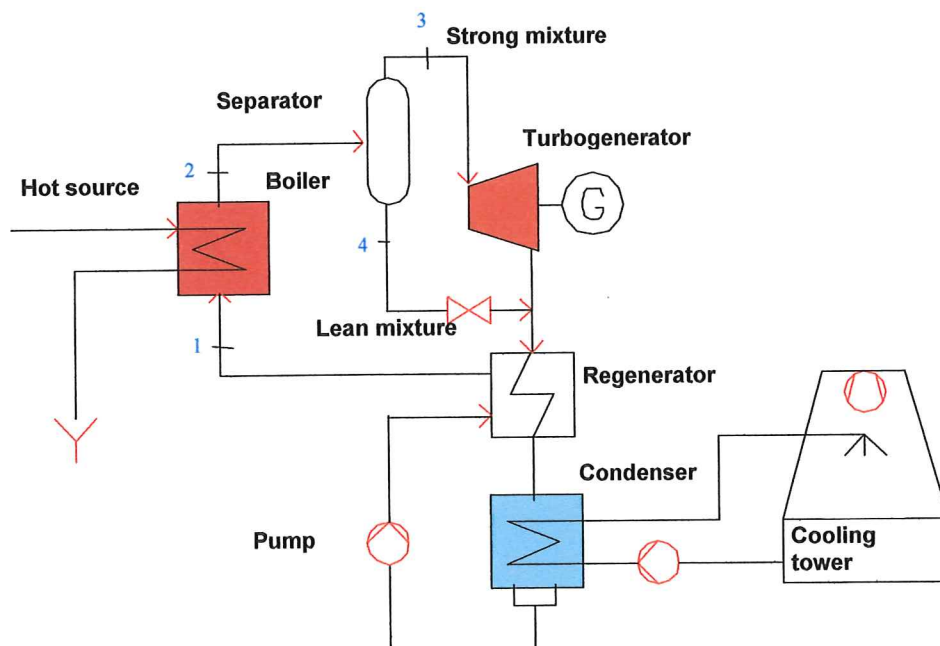 3
Strong mixture
Separator
Turbogenerator
2
Boiler
Hot source
G
4
Lean mixture
1
Regenerator
Condenser
Pump
Cooling
tower